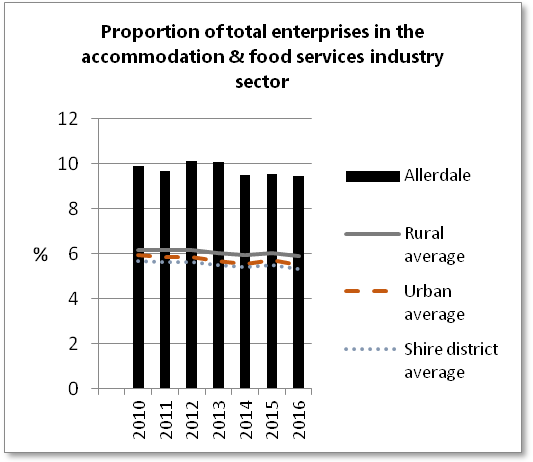 Proportion of total enterprises in the
accommodation & food services industry
sector
12
10
8
6
4
2
0
%
2010
2011
2012
2013
2014
2015
2016
Allerdale
Rural
average
Urban
average
Shire district
average